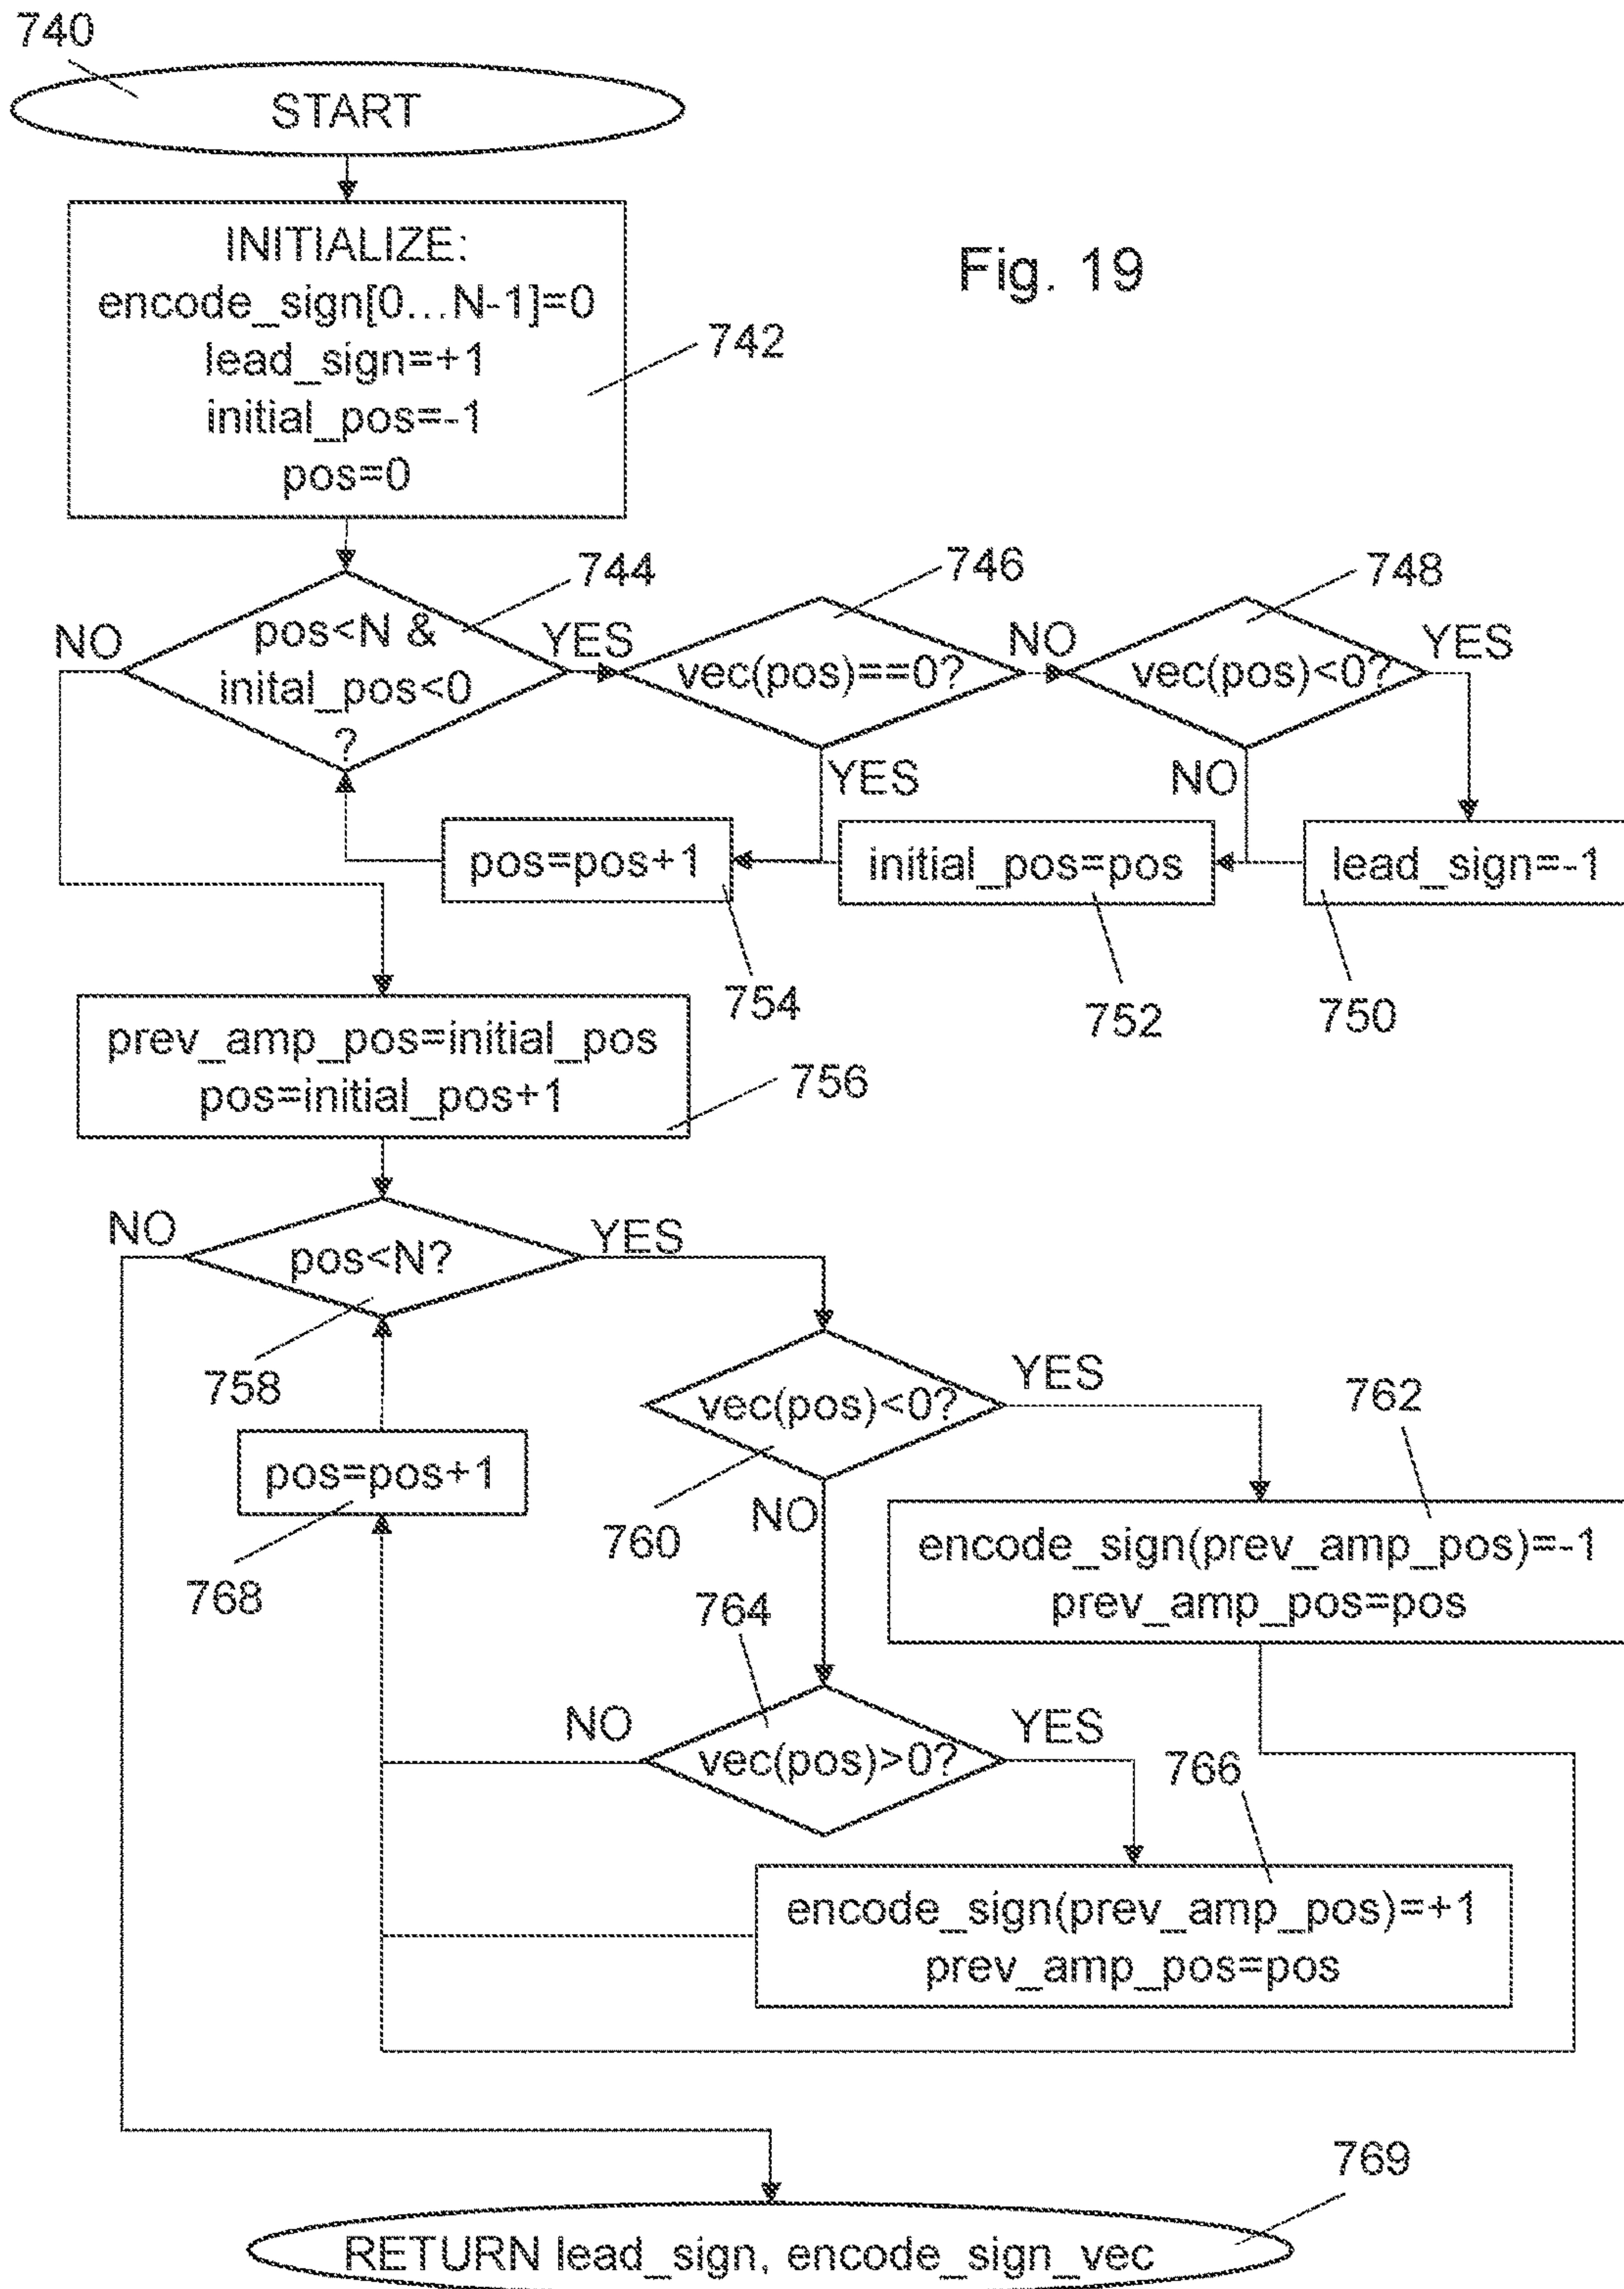 740
START
INITIALIZE:
encode_sign[0...N-1]=0
lead_sign=+1
initial_pos=-1
pos=0
742
Fig. 19
744
746
748
NO
pos<N &
inital_pos<0
?
YES
vec(pos)==0?
NO
vec(pos)<0?
YES
YES
NO
pos=pos+1
initial_pos=pos
lead_sign=-1
754
752
750
prev_amp_pos=initial_pos
pos=initial_pos+1
756
NO
pos<N?
YES
758
vec(pos)<0?
YES
762
pos=pos+1
760
NO
encode_sign(prev_amp_pos)=-1
prev_amp_pos=pos
768
764
NO
vec(pos)>0?
YES
766
encode_sign(prev_amp_pos)=+1
prev_amp_pos=pos
769
RETURN lead_sign, encode_sign_vec